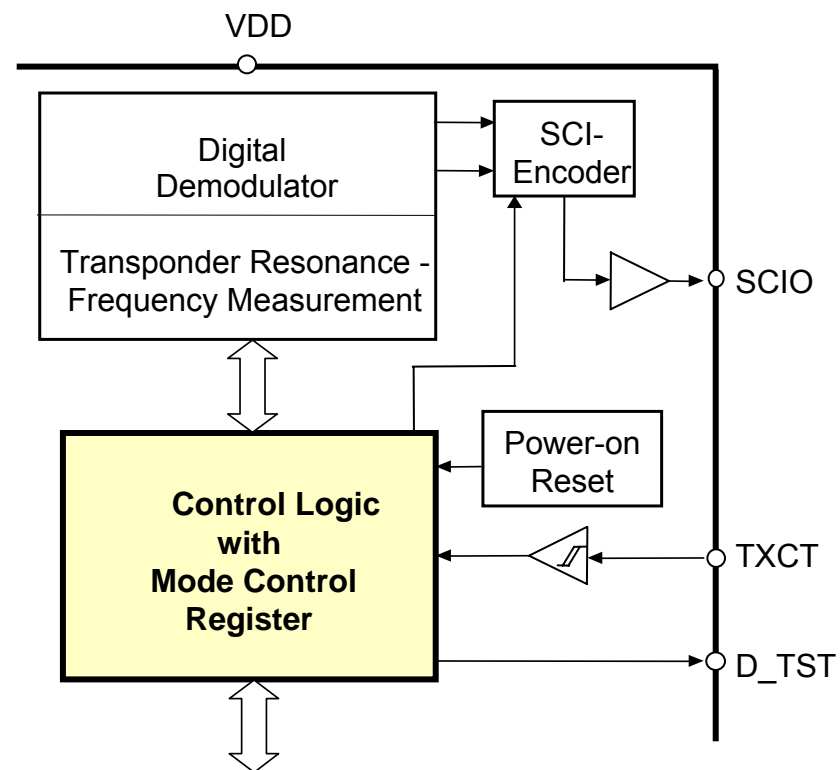 VDD
Digital
Demodulator
SCI-
Encoder
Transponder Resonance -
Frequency Measurement
SCIO
Power-on
Reset
Control Logic
with
Mode Control
Register
TXCT
D_TST